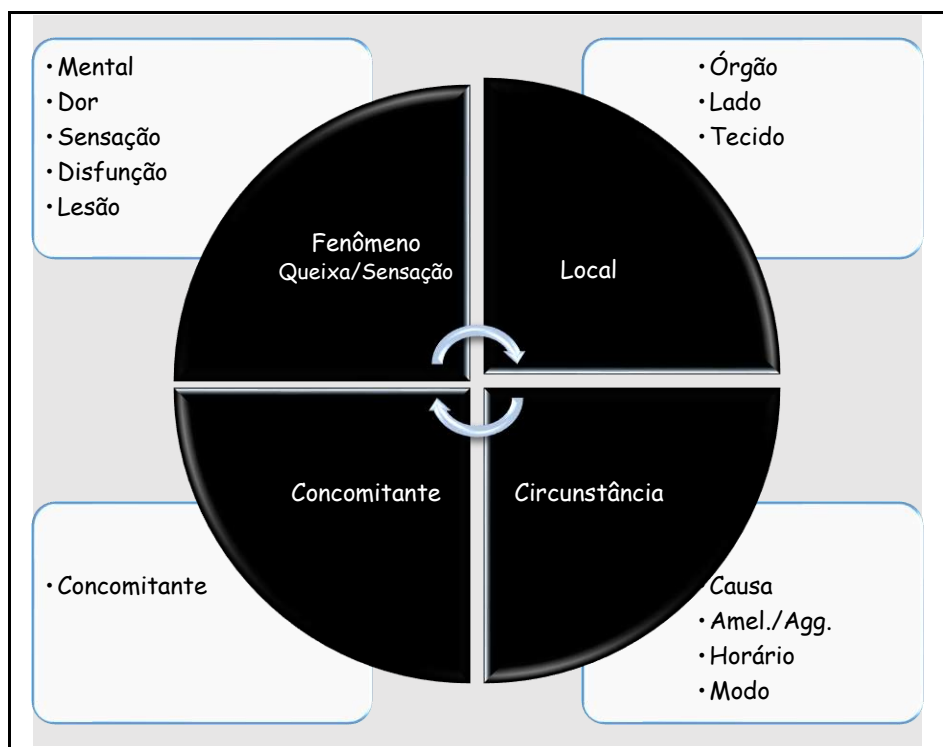 • Mental
• Dor
• Sensação
• Disfunção
• Lesão
• Órgão
• Lado
• Tecido
Fenômeno
Queixa/Sensação
Local
Concomitante
Circunstância
• Concomitante
• Causa
• Amel./Agg.
• Horário
• Modo